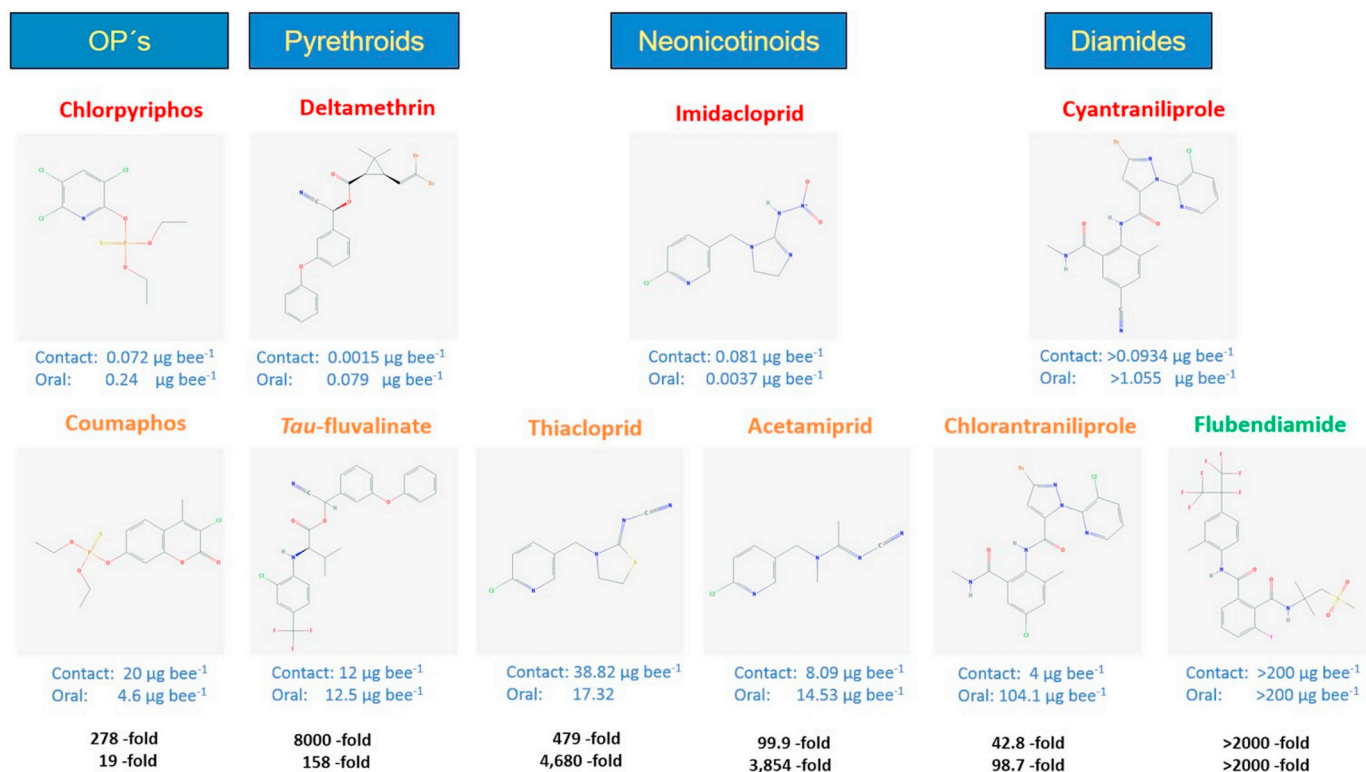 OP´s
Pyrethroids
Neonicotinoids
Diamides
Chlorpyriphos
Deltamethrin
Imidacloprid
Cyantraniliprole
Contact: 0.072 µg bee⁻¹
Oral: 0.24 µg bee⁻¹
Contact: 0.0015 µg bee⁻¹
Oral: 0.079 µg bee⁻¹
Contact: 0.081 µg bee⁻¹
Oral: 0.0037 µg bee⁻¹
Contact: >0.0934 µg bee⁻¹
Oral: >1.055 µg bee⁻¹
Coumaphos
Tau-fluvalinate
Thiacloprid
Acetamiprid
Chlorantraniliprole
Flubendiamide
Contact: 20 µg bee⁻¹
Oral: 4.6 µg bee⁻¹
Contact: 12 µg bee⁻¹
Oral: 12.5 µg bee⁻¹
Contact: 38.82 µg bee⁻¹
Oral: 17.32
Contact: 8.09 µg bee⁻¹
Oral: 14.53 µg bee⁻¹
Contact: 4 µg bee⁻¹
Oral: 104.1 µg bee⁻¹
Contact: >200 µg bee⁻¹
Oral: >200 µg bee⁻¹
278 -fold
19 -fold
8000 -fold
158 -fold
479 -fold
4,680 -fold
99.9 -fold
3,854 -fold
42.8 -fold
98.7 -fold
>2000 -fold
>2000 -fold